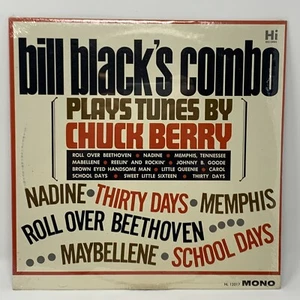 Hi
bill black's combo
PLAYS TUNES BY
CHUCK BERRY
ROLL OVER BEETHOVEN • NADINE • MEMPHIS, TENNESSEE
MABELLENE • REELIN' AND ROCKIN' • JOHNNY B. GOODE
BROWN EYED HANDSOME MAN • LITTLE QUEENIE • CAROL
SCHOOL DAYS • SWEET LITTLE SIXTEEN • THIRTY DAYS
NADINE • THIRTY DAYS • MEMPHIS
ROLL OVER BEETHOVEN ••••
•••• MAYBELLENE • SCHOOL DAYS
HL 12017 MONO